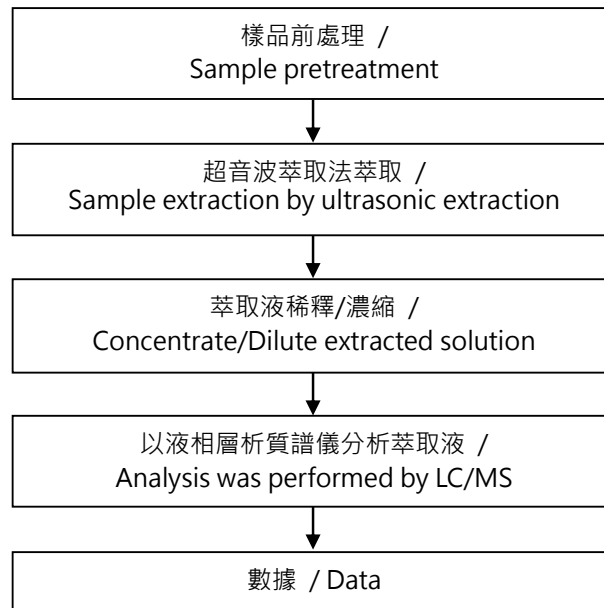 樣品前處理 /
Sample pretreatment
超音波萃取法萃取 /
Sample extraction by ultrasonic extraction
萃取液稀釋/濃縮 /
Concentrate/Dilute extracted solution
以液相層析質譜儀分析萃取液 /
Analysis was performed by LC/MS
數據 / Data